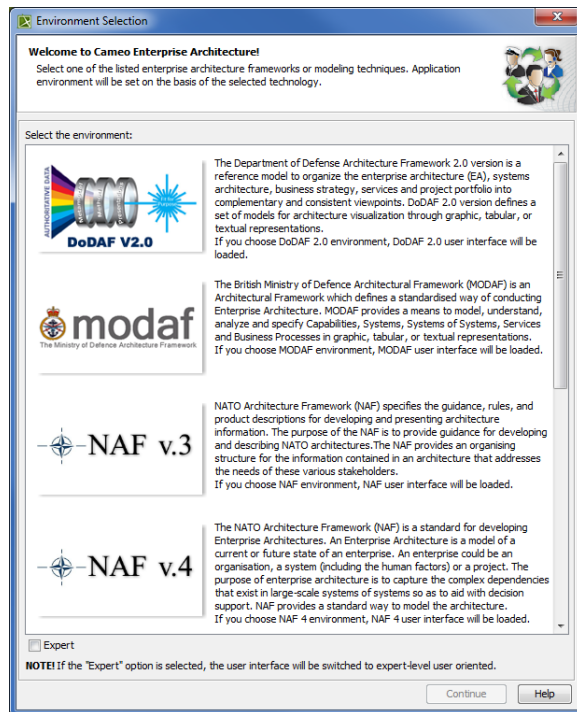 Environment Selection
Welcome to Cameo Enterprise Architecture!
Select one of the listed enterprise architecture frameworks or modeling techniques. Application
environment will be set on the basis of the selected technology.
Select the environment:
AUTHORITATIVE DATA
DoDAF V2.0
The Department of Defense Architecture Framework 2.0 version is a
reference model to organize the enterprise architecture (EA), systems
architecture, business strategy, services and project portfolio into
complementary and consistent viewpoints. DoDAF 2.0 version defines a
set of models for architecture visualization through graphic, tabular, or
textual representations.
If you choose DoDAF 2.0 environment, DoDAF 2.0 user interface will be
loaded.
modaf
The Ministry of Defence Architecture Framework
The British Ministry of Defence Architectural Framework (MODAF) is an
Architectural Framework which defines a standardised way of conducting
Enterprise Architecture. MODAF provides a means to model, understand,
analyze and specify Capabilities, Systems, Systems of Systems, Services
and Business Processes in graphic, tabular, or textual representations.
If you choose MODAF environment, MODAF user interface will be loaded.
NAF v.3
NATO Architecture Framework (NAF) specifies the guidance, rules, and
product descriptions for developing and presenting architecture
information. The purpose of the NAF is to provide guidance for developing
and describing NATO architectures.The NAF provides an organising
structure for the information contained in an architecture that addresses
the needs of these various stakeholders.
If you choose NAF environment, NAF user interface will be loaded.
NAF v.4
The NATO Architecture Framework (NAF) is a standard for developing
Enterprise Architectures. An Enterprise Architecture is a model of a
current or future state of an enterprise. An enterprise could be an
organisation, a system (including the human factors) or a project. The
purpose of enterprise architecture is to capture the complex dependencies
that exist in large-scale systems of systems so as to aid with decision
support. NAF provides a standard way to model the architecture.
If you choose NAF 4 environment, NAF 4 user interface will be loaded.
Expert
NOTE! If the "Expert" option is selected, the user interface will be switched to expert-level user oriented.
Continue
Help